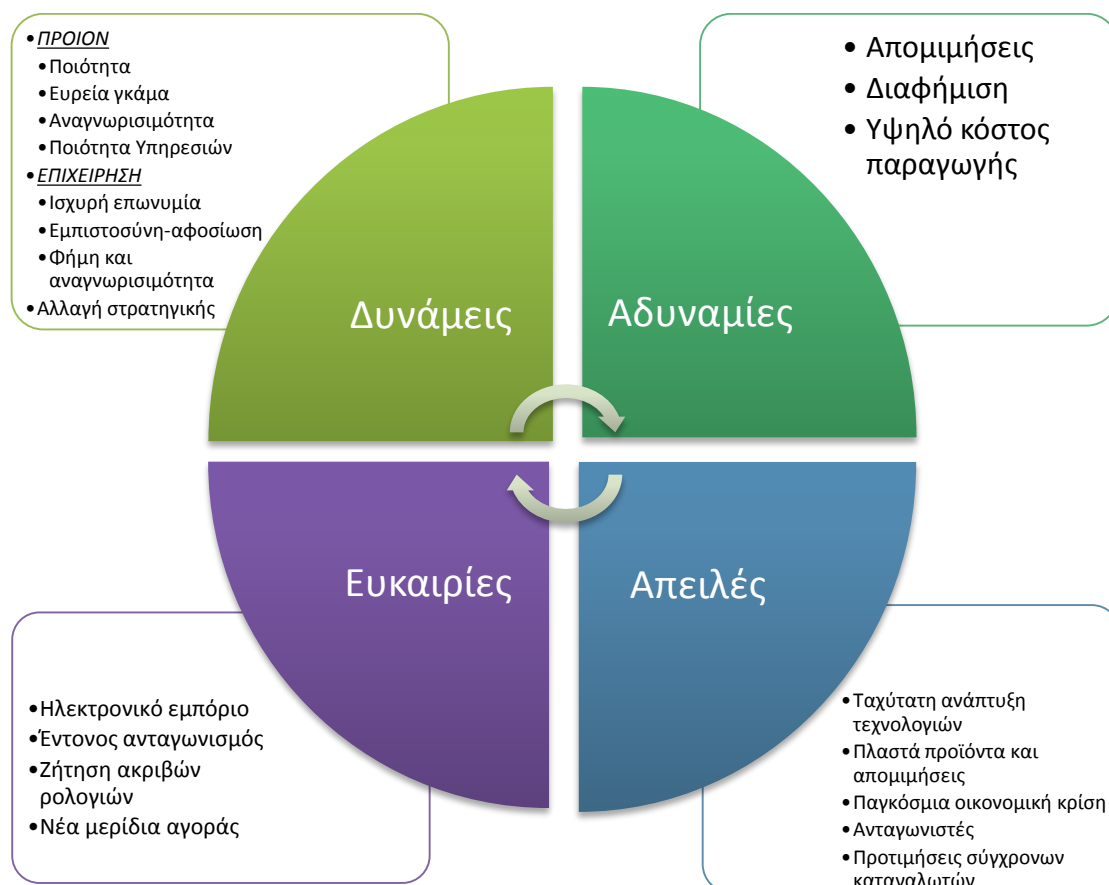 •ΠΡΟΙΟΝ
•Ποιότητα
•Ευρεία γκάμα
•Αναγνωρισιμότητα
•Ποιότητα Υπηρεσιών
•ΕΠΙΧΕΙΡΗΣΗ
•Ισχυρή επωνυμία
•Εμπιστοσύνη-αφοσίωση
•Φήμη και
αναγνωρισιμότητα
•Αλλαγή στρατηγικής
• Απομιμήσεις
• Διαφήμιση
• Υψηλό κόστος
παραγωγής
Δυνάμεις
Αδυναμίες
Ευκαιρίες
Απειλές
•Ηλεκτρονικό εμπόριο
•Έντονος ανταγωνισμός
•Ζήτηση ακριβών
ρολογιών
•Νέα μερίδια αγοράς
•Ταχύτατη ανάπτυξη
τεχνολογιών
•Πλαστά προϊόντα και
απομιμήσεις
•Παγκόσμια οικονομική κρίση
•Ανταγωνιστές
•Προτιμήσεις σύγχρονων
καταναλωτών